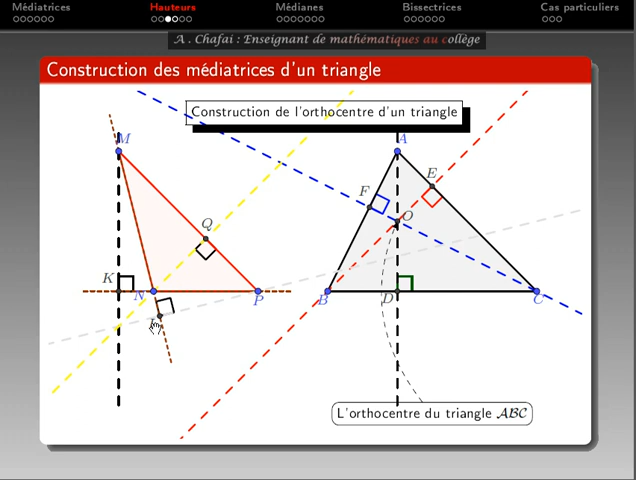 Médiatrices Hauteurs Médianes Bissectrices Cas particuliers
A . Chafai : Enseignant de mathématiques au collège
Construction des médiatrices d'un triangle
Construction de l'orthocentre d'un triangle
M A
E
F
Q O
K
N P B D C
L'orthocentre du triangle ABC